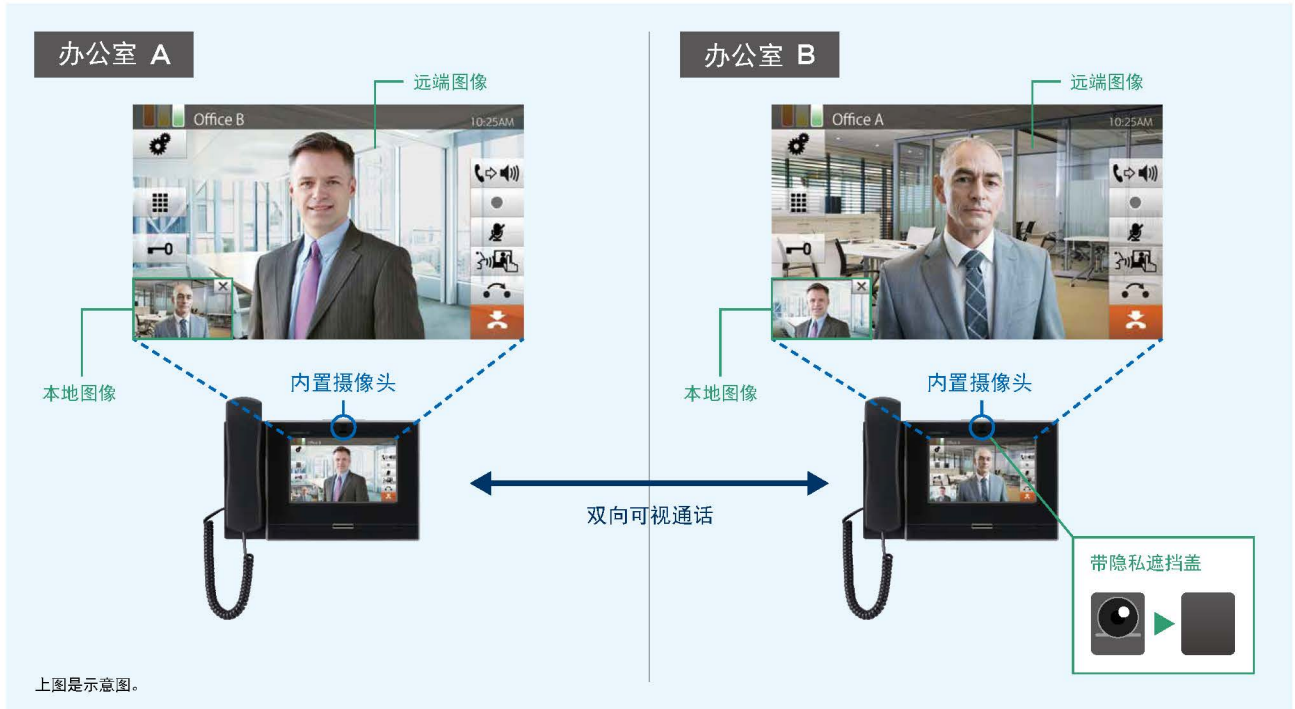 办公室 A
远端图像
Office B
10:25AM
本地图像
内置摄像头
办公室 B
远端图像
Office A
10:25AM
本地图像
内置摄像头
双向可视通话
带隐私遮挡盖
上图是示意图。